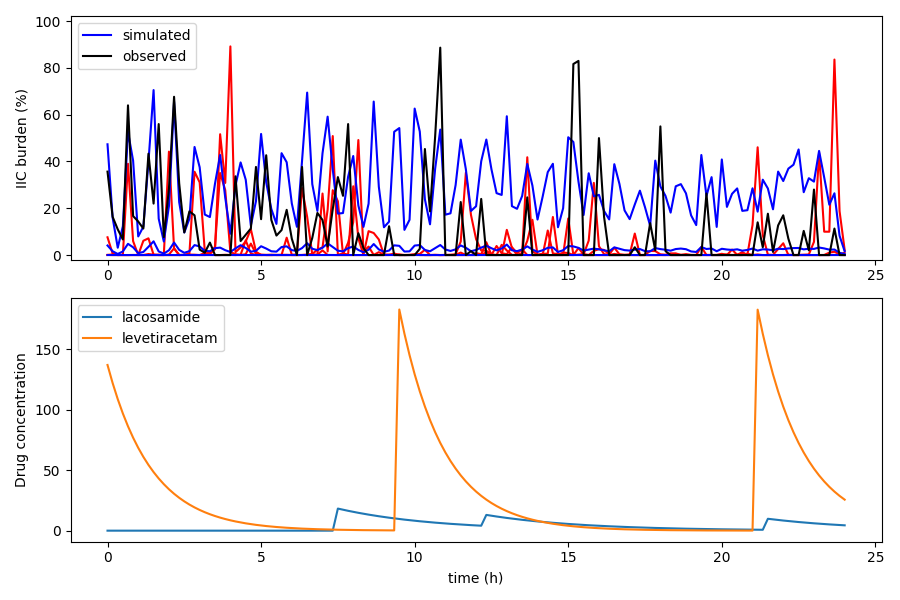 100
80
60
40
20
0
IIC burden (%)
simulated
observed
0 5 10 15 20 25
150
100
50
0
Drug concentration
lacosamide
levetiracetam
0 5 10 15 20 25
time (h)